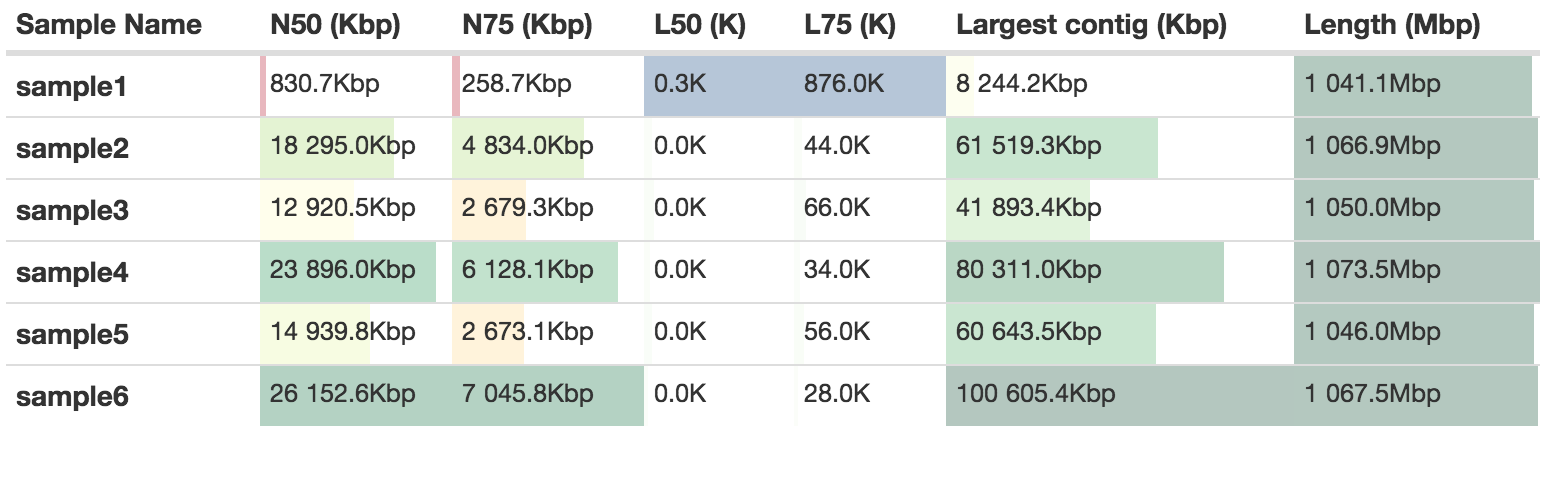 Sample Name N50 (Kbp) N75 (Kbp) L50 (K) L75 (K) Largest contig (Kbp) Length (Mbp)
sample1 830.7Kbp 258.7Kbp 0.3K 876.0K 8 244.2Kbp 1 041.1Mbp
sample2 18 295.0Kbp 4 834.0Kbp 0.0K 44.0K 61 519.3Kbp 1 066.9Mbp
sample3 12 920.5Kbp 2 679.3Kbp 0.0K 66.0K 41 893.4Kbp 1 050.0Mbp
sample4 23 896.0Kbp 6 128.1Kbp 0.0K 34.0K 80 311.0Kbp 1 073.5Mbp
sample5 14 939.8Kbp 2 673.1Kbp 0.0K 56.0K 60 643.5Kbp 1 046.0Mbp
sample6 26 152.6Kbp 7 045.8Kbp 0.0K 28.0K 100 605.4Kbp 1 067.5Mbp